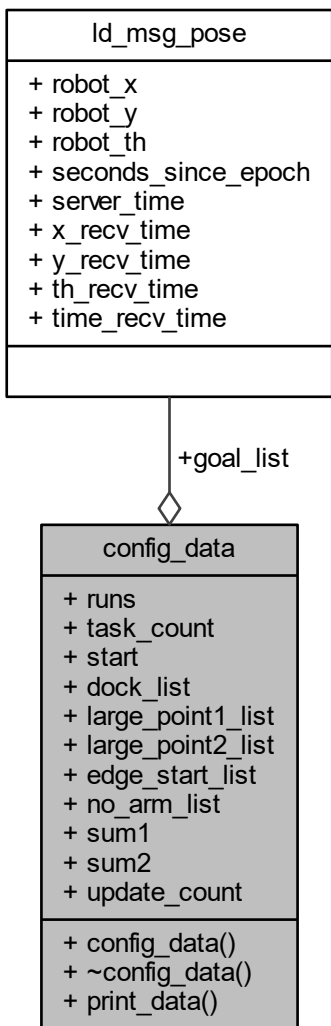 ld_msg_pose
+ robot_x
+ robot_y
+ robot_th
+ seconds_since_epoch
+ server_time
+ x_recv_time
+ y_recv_time
+ th_recv_time
+ time_recv_time
+goal_list
config_data
+ runs
+ task_count
+ start
+ dock_list
+ large_point1_list
+ large_point2_list
+ edge_start_list
+ no_arm_list
+ sum1
+ sum2
+ update_count
+ config_data()
+ ~config_data()
+ print_data()